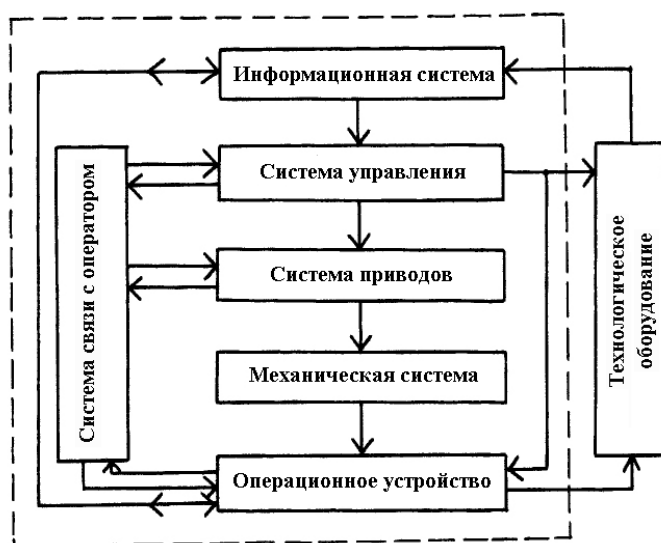 Информационная система
Система управления
Система приводов
Механическая система
Операционное устройство
Система связи с оператором
Технологическое
оборудование